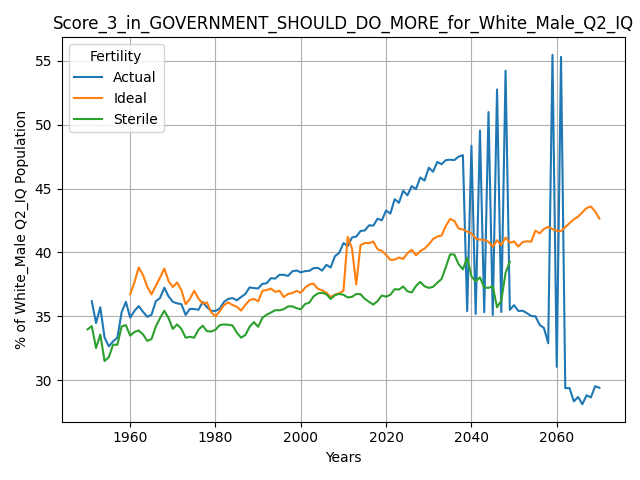 Score_3_in_GOVERNMENT_SHOULD_DO_MORE_for_White_Male_Q2_IQ
Fertility
Actual
Ideal
Sterile
% of White_Male Q2_IQ Population
55
50
45
40
35
30
1960
1980
2000
2020
2040
2060
Years